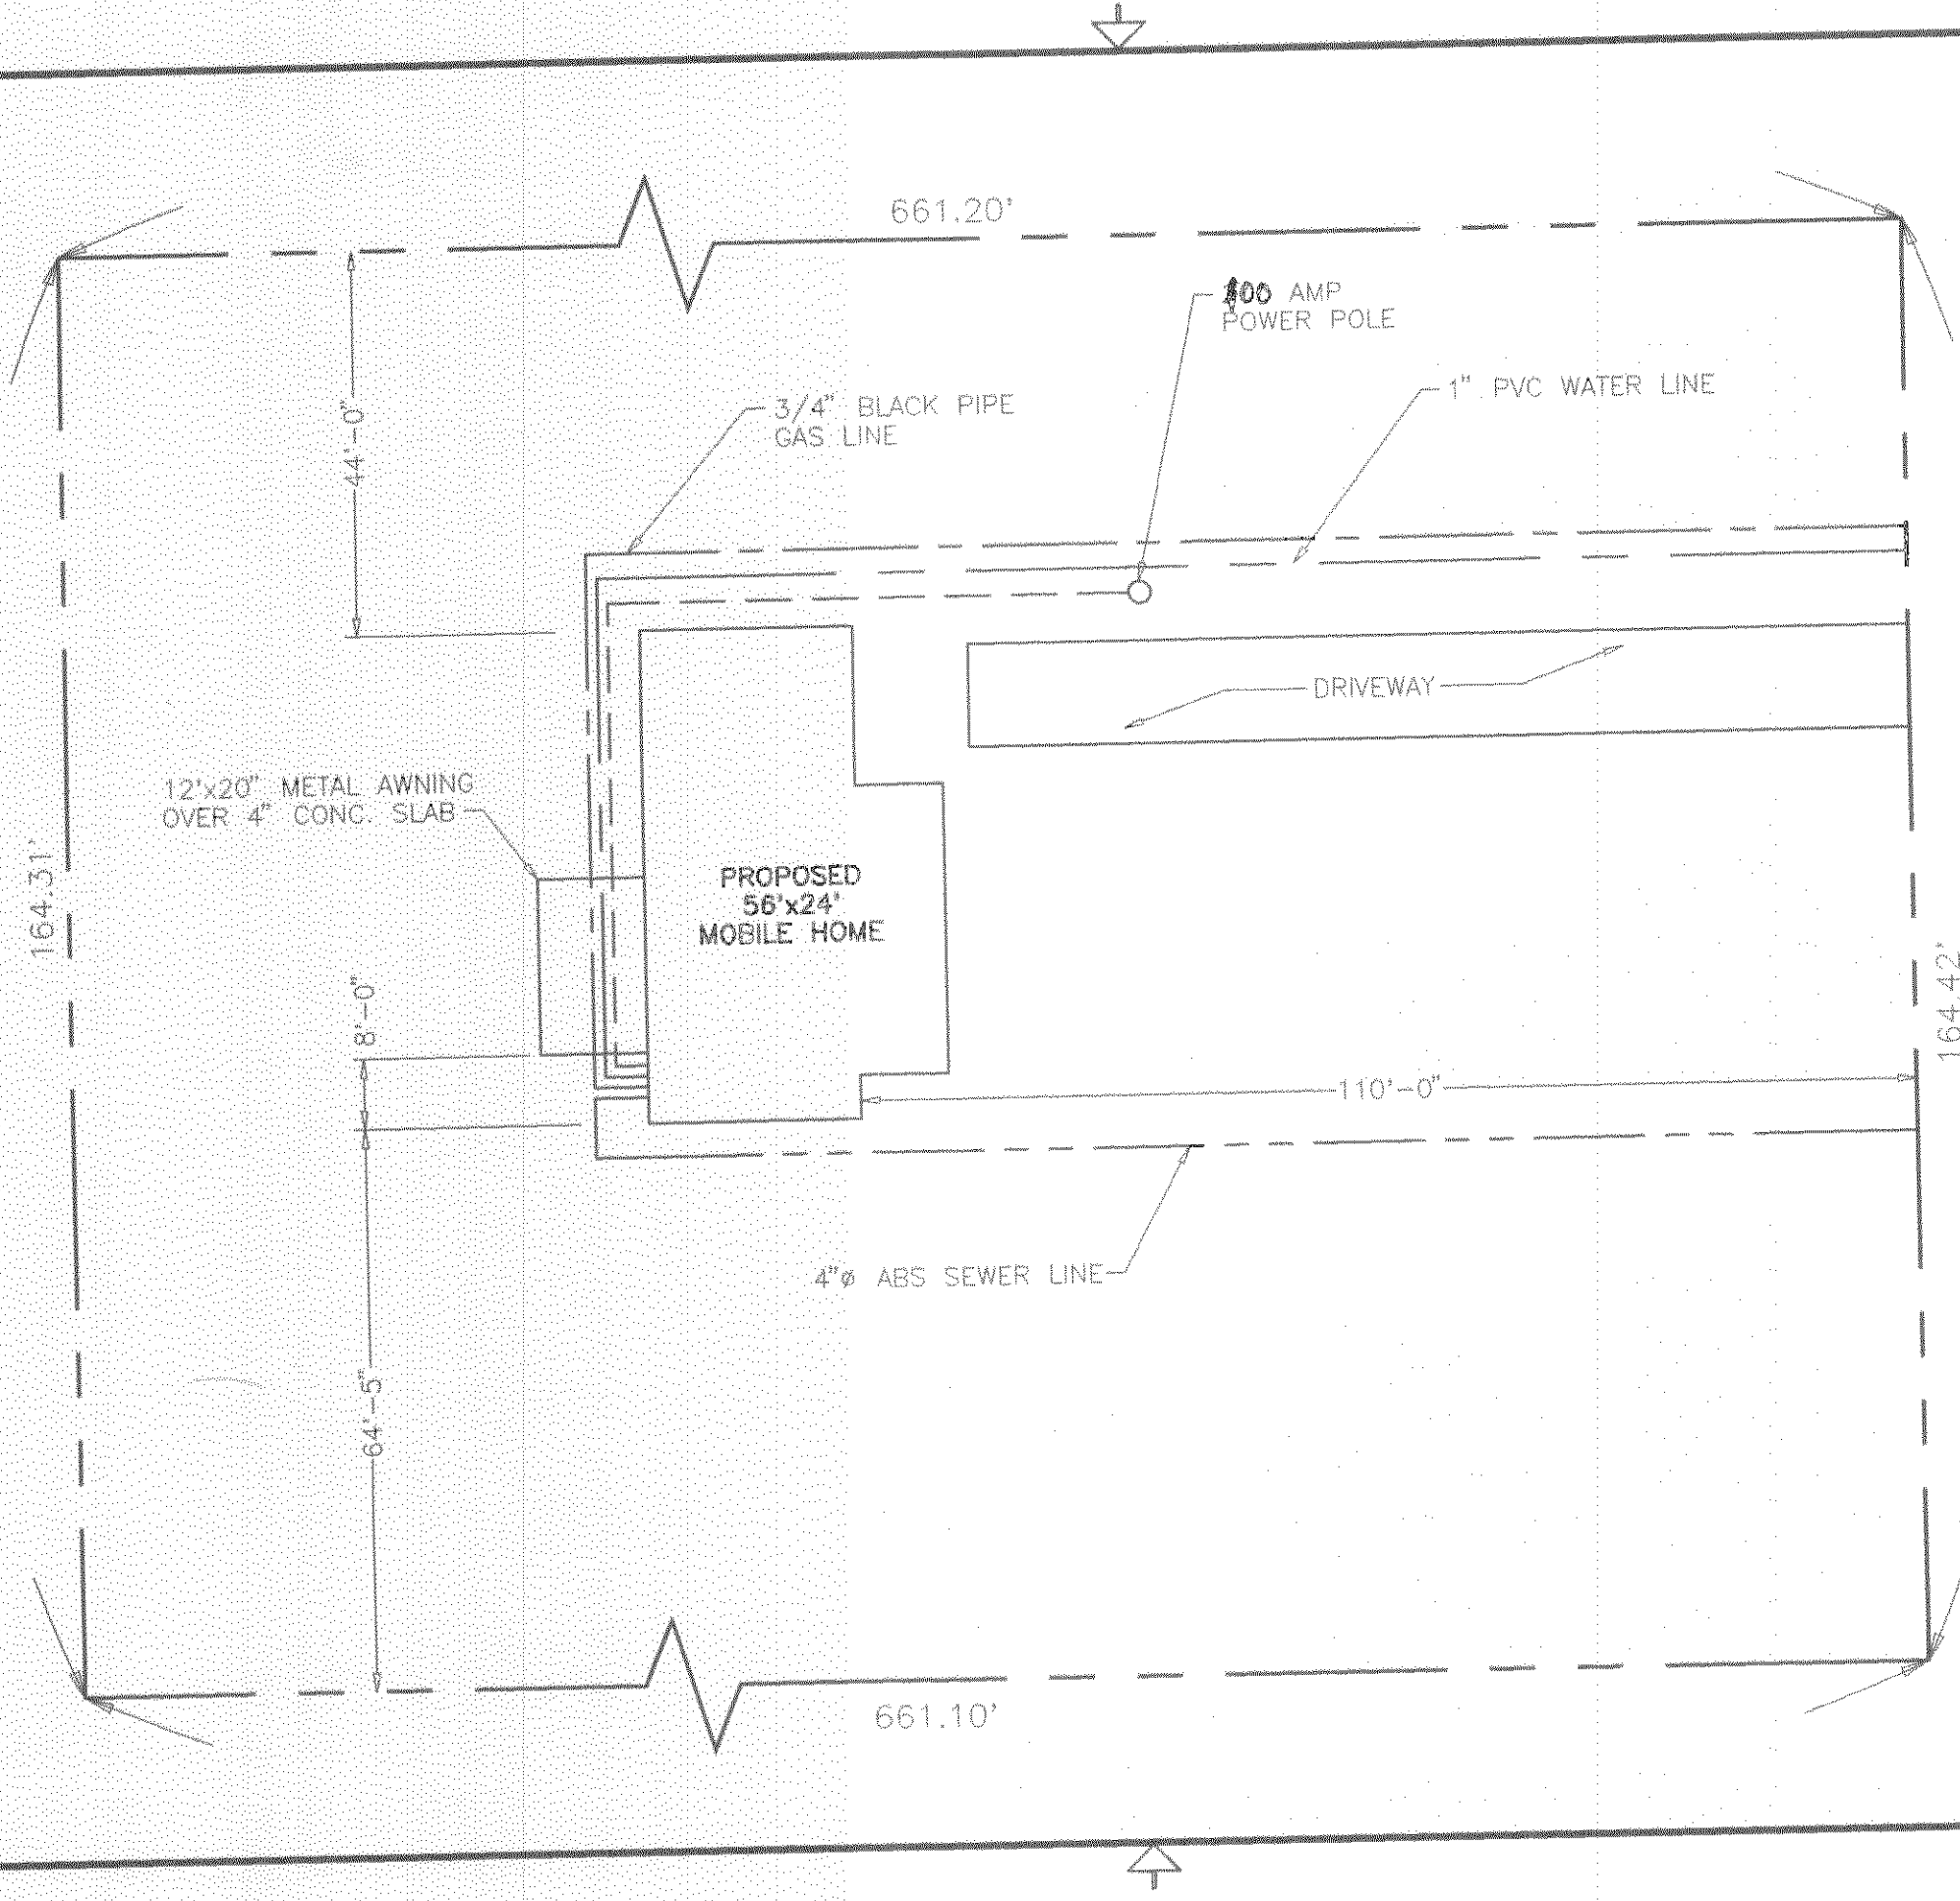 661.20'
AMP
POWER POLE
1" PVC WATER LINE
3/4" BLACK PIPE
GAS LINE
44'-0"
DRIVEWAY
12'x20" METAL AWNING
OVER 4" CONC. SLAB
PROPOSED
56'x24'
MOBILE HOME
164.31'
164.42'
8'-0"
110'-0"
4"ø ABS SEWER LINE
64'-5"
661.10'